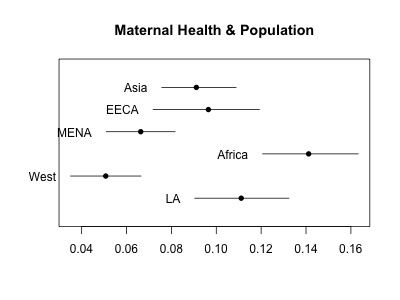 Maternal Health & Population
Asia
EECA
MENA
Africa
West
LA
0.04 0.06 0.08 0.10 0.12 0.14 0.16